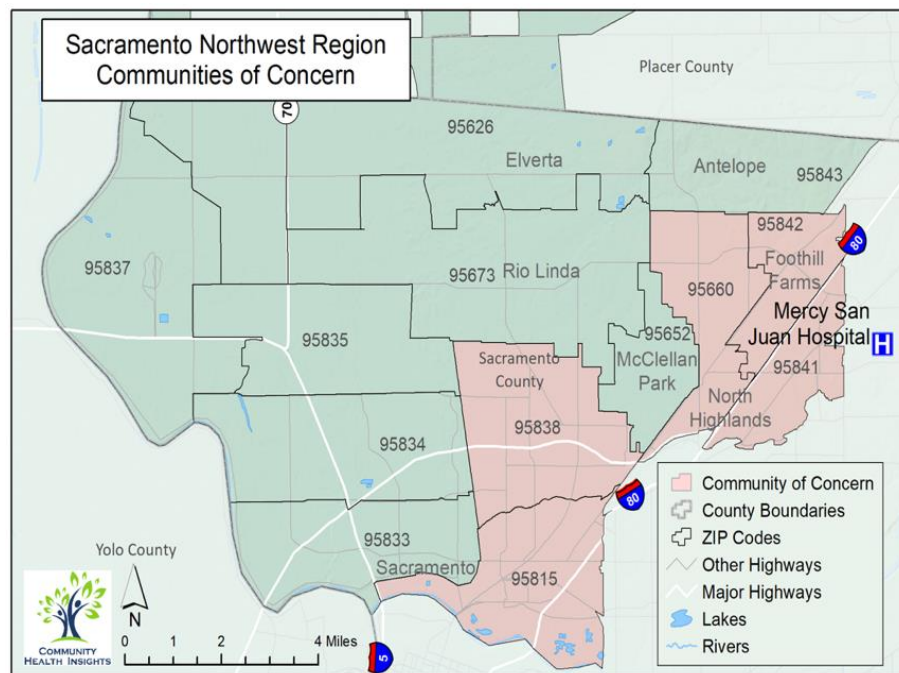 Sacramento Northwest Region
Communities of Concern
Placer County
70
95626
Elverta
Antelope
95843
95842
80
Foothill
Farms
95837
95673
Rio Linda
95660
Mercy San
Juan Hospital
H
95652
McClellan
Park
95835
Sacramento
County
95841
North
Highlands
95838
95834
80
95833
Sacramento
95815
Yolo County
N
0 1 2 4 Miles
5
COMMUNITY
HEALTH INSIGHTS
Community of Concern
County Boundaries
ZIP Codes
Other Highways
Major Highways
Lakes
Rivers